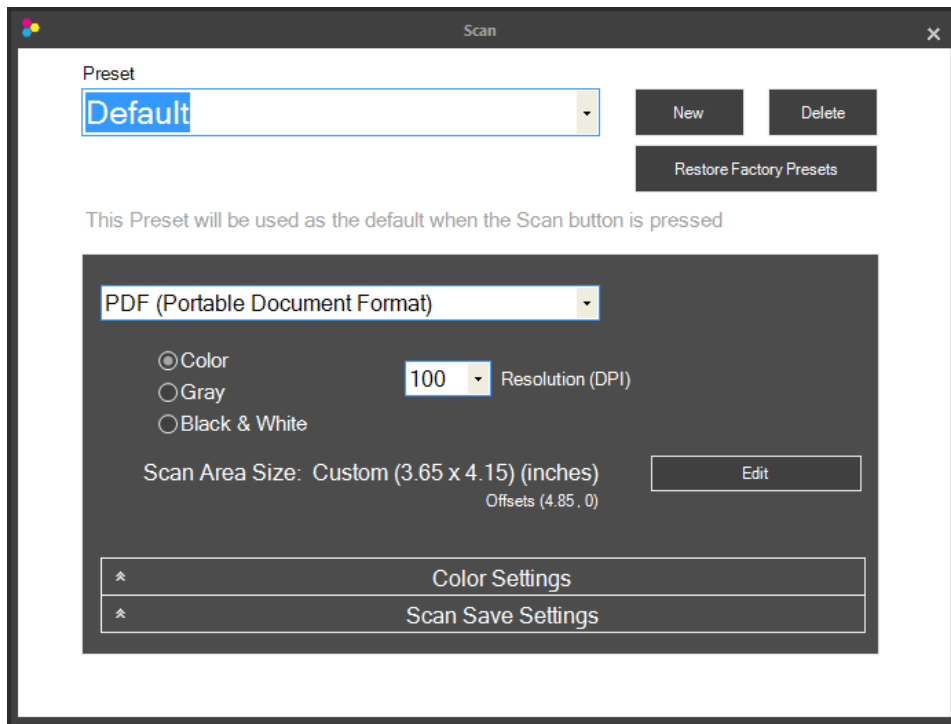 Scan
Preset
Default
New
Delete
Restore Factory Presets
This Preset will be used as the default when the Scan button is pressed
PDF (Portable Document Format)
Color
Gray
Black & White
100
Resolution (DPI)
Scan Area Size: Custom (3.65 x 4.15) (inches)
Edit
Offsets (4.85 , 0)
Color Settings
Scan Save Settings